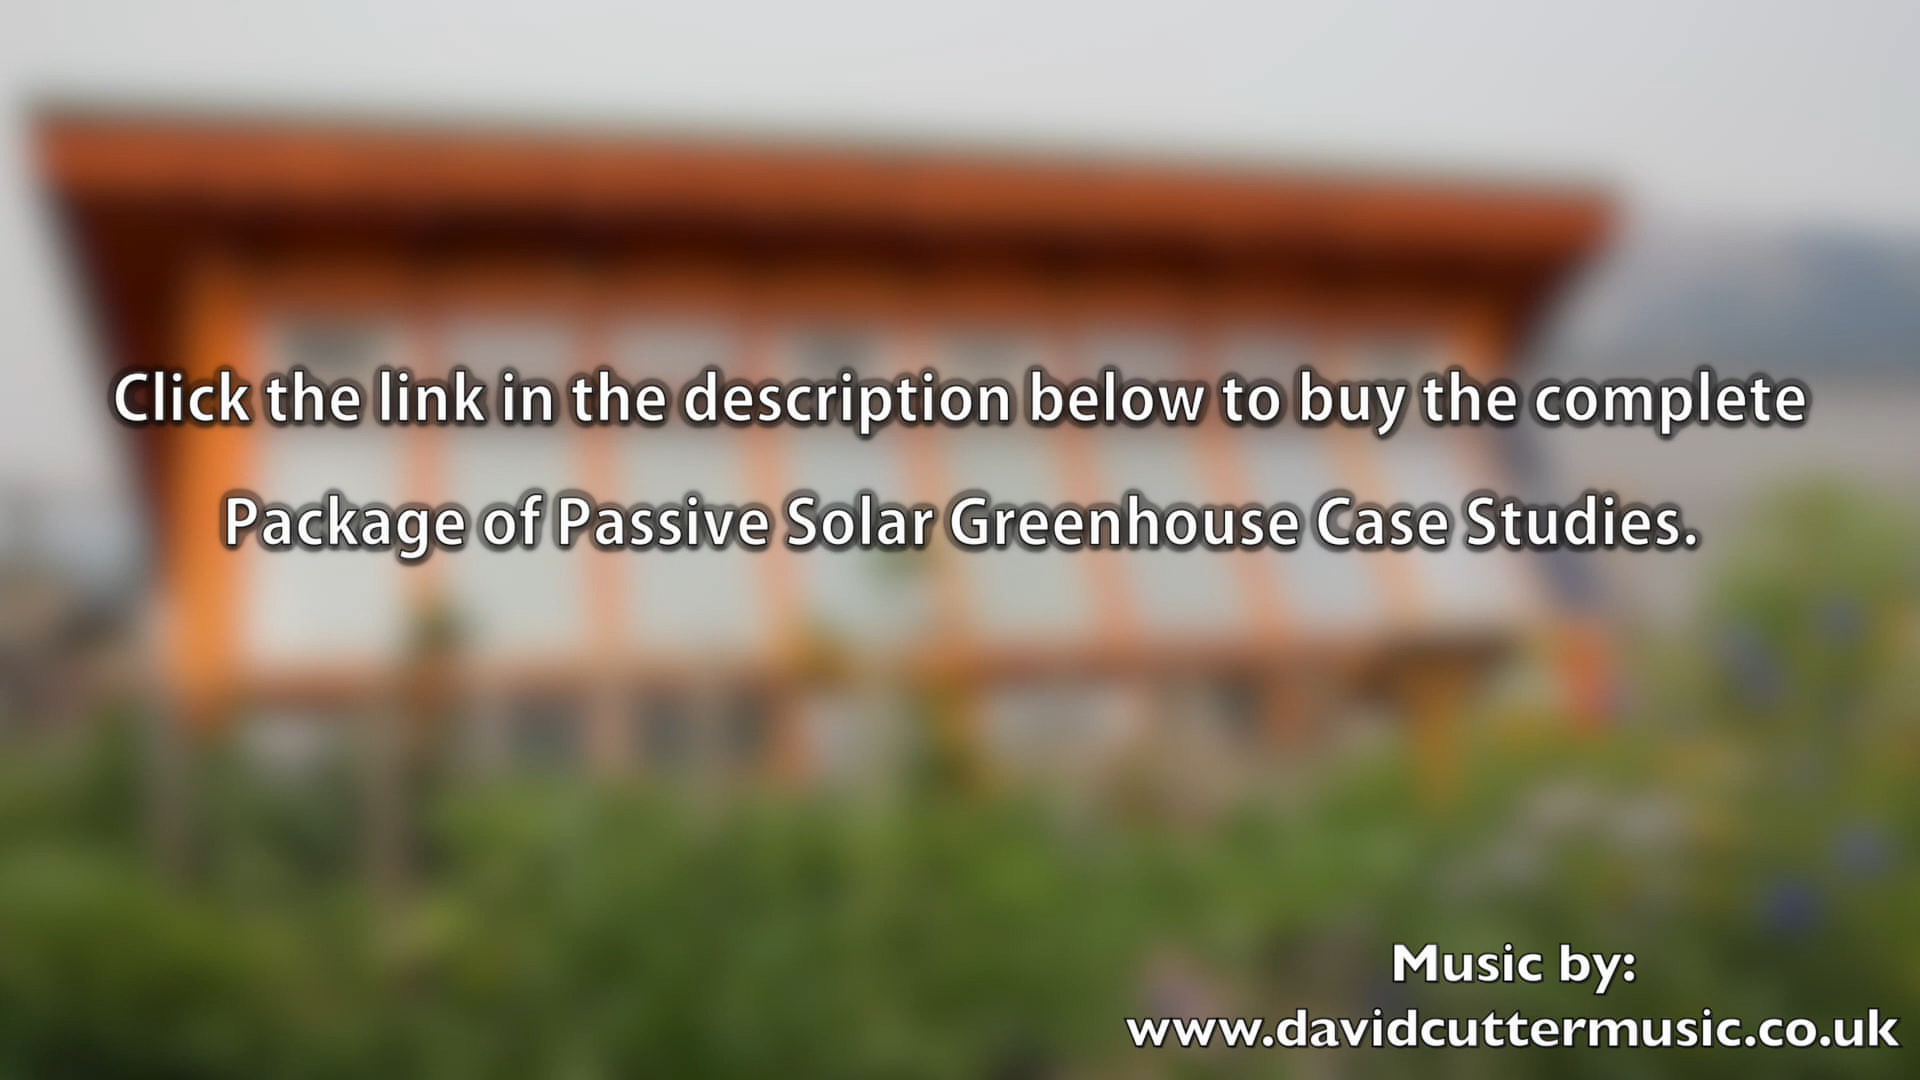 Click the link in the description below to buy the complete
Package of Passive Solar Greenhouse Case Studies.
Music by:
www.davidcuttermusic.co.uk